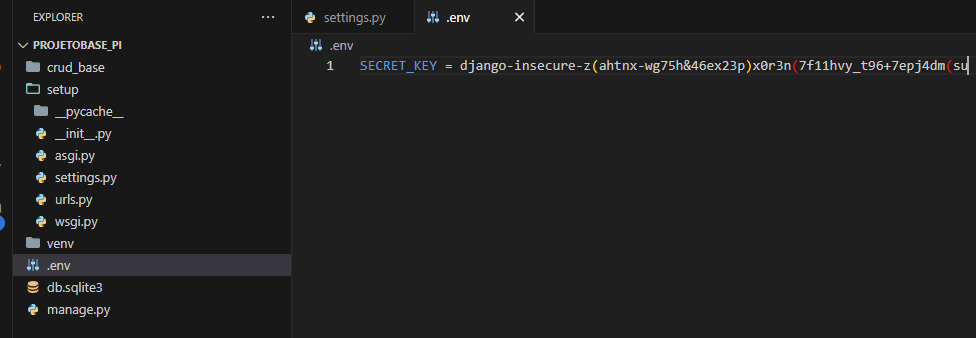 EXPLORER
PROJETOBASE_PI
crud_base
setup
__pycache__
__init__.py
asgi.py
settings.py
urls.py
wsgi.py
venv
.env
db.sqlite3
manage.py
settings.py
.env
.env
1 SECRET_KEY = django-insecure-z(ahtnx-wg75h&46ex23p)x0r3n(7f11hvy_t96+7epj4dm(su